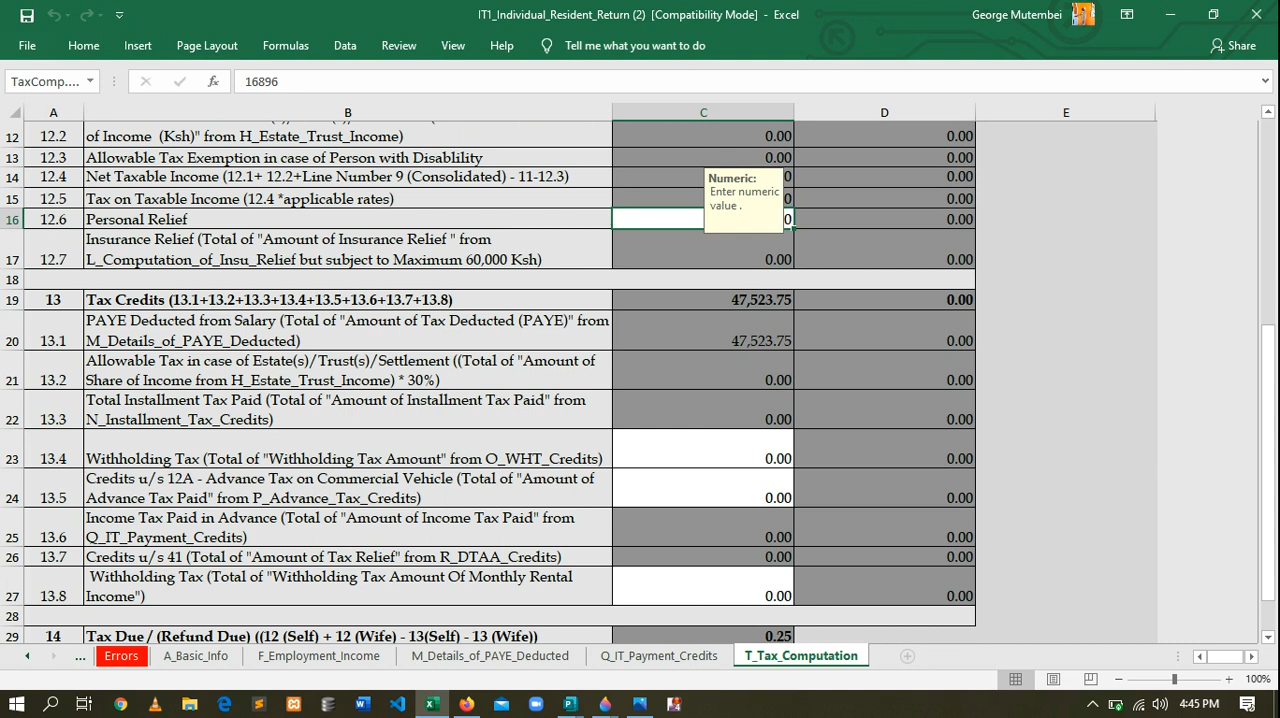 IT1_Individual_Resident_Return (2) [Compatibility Mode] - Excel
George Mutembei
File Home Insert Page Layout Formulas Data Review View Help Tell me what you want to do Share
TaxComp.... fx 16896
A B C D E
12 12.2 of Income (Ksh)" from H_Estate_Trust_Income) 0.00 0.00
13 12.3 Allowable Tax Exemption in case of Person with Disablility 0.00 0.00
14 12.4 Net Taxable Income (12.1+ 12.2+Line Number 9 (Consolidated) - 11-12.3) 0 0.00
15 12.5 Tax on Taxable Income (12.4 *applicable rates) 0 0.00
16 12.6 Personal Relief 0 0.00
Numeric:
Enter numeric
value .
Insurance Relief (Total of "Amount of Insurance Relief " from
17 12.7 L_Computation_of_Insu_Relief but subject to Maximum 60,000 Ksh) 0.00 0.00
18
19 13 Tax Credits (13.1+13.2+13.3+13.4+13.5+13.6+13.7+13.8) 47,523.75 0.00
PAYE Deducted from Salary (Total of "Amount of Tax Deducted (PAYE)" from
20 13.1 M_Details_of_PAYE_Deducted) 47,523.75 0.00
Allowable Tax in case of Estate(s)/Trust(s)/Settlement ((Total of "Amount of
21 13.2 Share of Income from H_Estate_Trust_Income) * 30%) 0.00 0.00
Total Installment Tax Paid (Total of "Amount of Installment Tax Paid" from
22 13.3 N_Installment_Tax_Credits) 0.00 0.00
23 13.4 Withholding Tax (Total of "Withholding Tax Amount" from O_WHT_Credits) 0.00 0.00
Credits u/s 12A - Advance Tax on Commercial Vehicle (Total of "Amount of
24 13.5 Advance Tax Paid" from P_Advance_Tax_Credits) 0.00 0.00
Income Tax Paid in Advance (Total of "Amount of Income Tax Paid" from
25 13.6 Q_IT_Payment_Credits) 0.00 0.00
26 13.7 Credits u/s 41 (Total of "Amount of Tax Relief" from R_DTAA_Credits) 0.00 0.00
Withholding Tax (Total of "Withholding Tax Amount Of Monthly Rental
27 13.8 Income") 0.00 0.00
28
29 14 Tax Due / (Refund Due) ((12 (Self) + 12 (Wife) - 13(Self) - 13 (Wife)) 0.25
... Errors A_Basic_Info F_Employment_Income M_Details_of_PAYE_Deducted Q_IT_Payment_Credits T_Tax_Computation
100%
4:45 PM